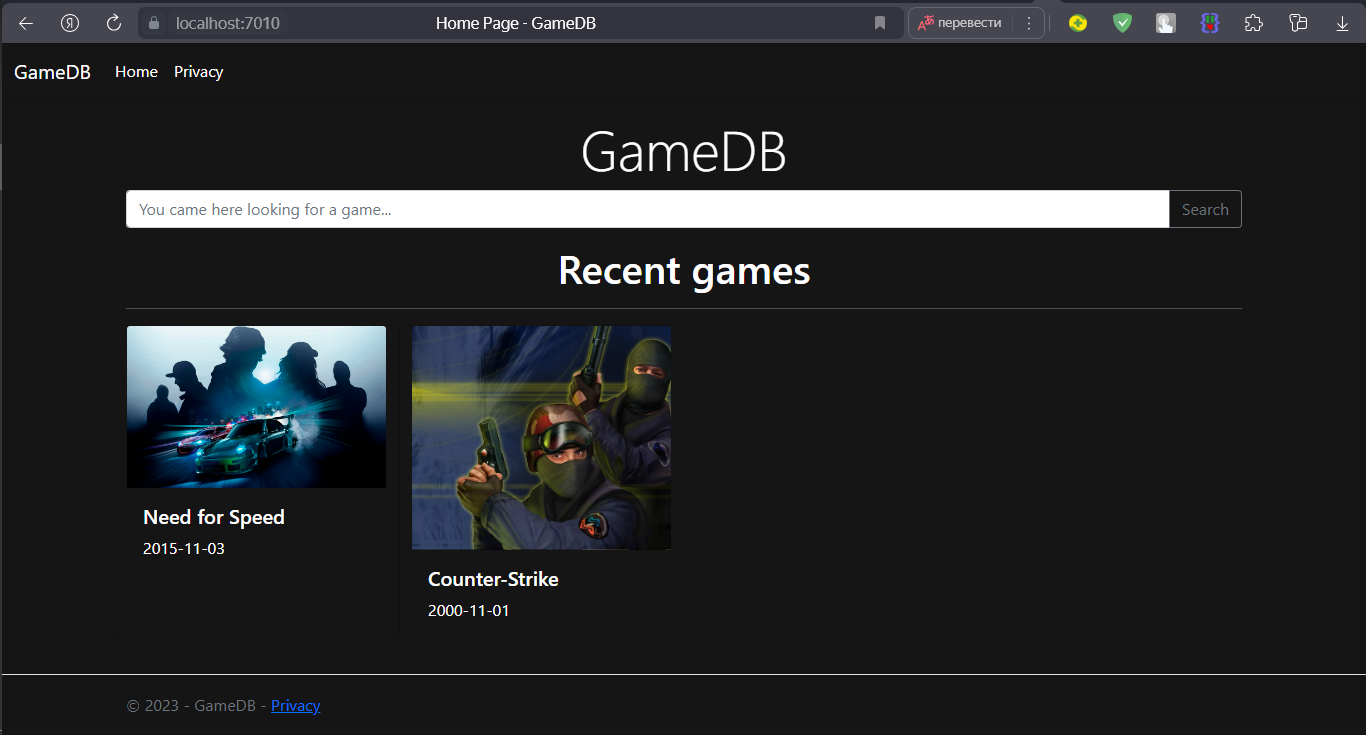 localhost:7010 Home Page - GameDB перевести
GameDB Home Privacy
GameDB
You came here looking for a game... Search
Recent games
Need for Speed
2015-11-03
Counter-Strike
2000-11-01
© 2023 - GameDB - Privacy